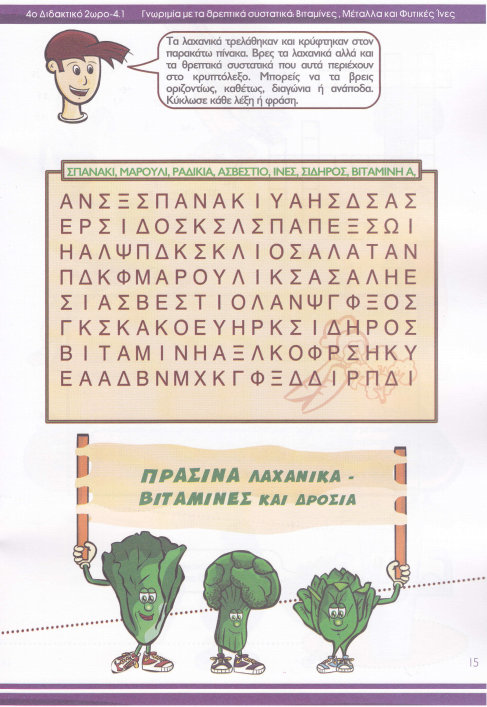 4ο Διδακτικό 2ωρο-4.1 Γνωριμία με τα θρεπτικά συστατικά: Βιταμίνες, Μέταλλα και Φυτικές Ίνες
Τα λαχανικά τρελάθηκαν και κρύφτηκαν στον
παρακάτω πίνακα. Βρες τα λαχανικά αλλά και
τα θρεπτικά συστατικά που αυτά περιέχουν
στο κρυπτόλεξο. Μπορείς να τα βρεις
οριζοντίως, καθέτως, διαγώνια ή ανάποδα.
Κύκλωσε κάθε λέξη ή φράση.
ΣΠΑΝΑΚΙ, ΜΑΡΟΥΛΙ, ΡΑΔΙΚΙΑ, ΑΣΒΕΣΤΙΟ, ΙΝΕΣ, ΣΙΔΗΡΟΣ, ΒΙΤΑΜΙΝΗ Α,
Α Ν Σ Ξ Σ Π Α Ν Α Κ Ι Υ Α Η Σ Δ Σ Α Σ
Ε Ρ Σ Ι Δ Ο Σ Κ Σ Λ Σ Π Α Π Ε Ξ Σ Ω Ι
Η Α Λ Ψ Π Δ Κ Σ Κ Λ Ι Ο Σ Α Λ Α Τ Α Ν
Π Δ Κ Φ Μ Α Ρ Ο Υ Λ Ι Κ Σ Α Σ Α Λ Η Ε
Σ Ι Α Σ Β Ε Σ Τ Ι Ο Λ Α Ν Ψ Γ Φ Ξ Ο Σ
Γ Κ Σ Κ Α Κ Ο Ε Υ Η Ρ Κ Σ Ι Δ Η Ρ Ο Σ
Β Ι Τ Α Μ Ι Ν Η Α Ξ Λ Κ Ο Φ Ρ Σ Η Κ Υ
Ε Α Α Δ Β Ν Μ Χ Κ Γ Φ Ξ Δ Δ Ι Ρ Π Δ Ι
ΠΡΑΣΙΝΑ ΛΑΧΑΝΙΚΑ -
ΒΙΤΑΜΙΝΕΣ ΚΑΙ ΔΡΟΣΙΑ
15